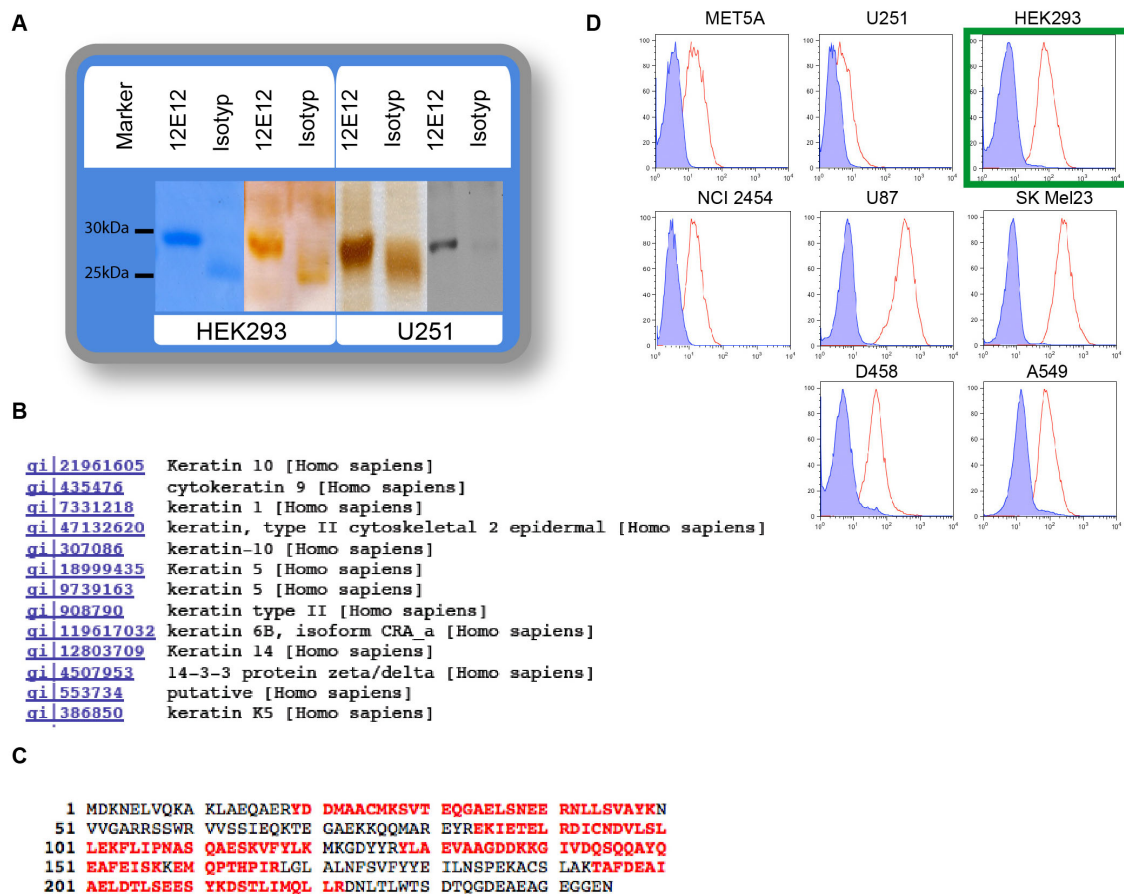 A
Marker 12E12 Isotyp 12E12 Isotyp 12E12 Isotyp 12E12 Isotyp
30kDa
25kDa
HEK293 U251
B
gi|21961605 Keratin 10 [Homo sapiens]
gi|435476 cytokeratin 9 [Homo sapiens]
gi|7331218 keratin 1 [Homo sapiens]
gi|47132620 keratin, type II cytoskeletal 2 epidermal [Homo sapiens]
gi|307086 keratin-10 [Homo sapiens]
gi|18999435 Keratin 5 [Homo sapiens]
gi|9739163 keratin 5 [Homo sapiens]
gi|908790 keratin type II [Homo sapiens]
gi|119617032 keratin 6B, isoform CRA_a [Homo sapiens]
gi|12803709 Keratin 14 [Homo sapiens]
gi|4507953 14-3-3 protein zeta/delta [Homo sapiens]
gi|553734 putative [Homo sapiens]
gi|386850 keratin K5 [Homo sapiens]
C
1 MDKNELVQKA KLAEQAERYD DMAACMKSVT EQGAELSNEE RNLLSVAYKN
51 VVGARRSSWR VVSSIEQKTE GAEKKQQMAR EYREKIETEL RDICNDVLSL
101 LEKFLIPNAS QAESKVFYLK MKGDYYRYLA EVAAGDDKKG IVDQSQQAYQ
151 EAFEISKKEM QPTHPIRLGL ALNFSVFYYE ILNSPEKACS LAKTAFDEAI
201 AELDTLSEES YKDSTLIMQL LRDNLTLWTS DTQGDEAEAG EGGEN
D
MET5A U251 HEK293
NCI 2454 U87 SK Mel23
D458 A549